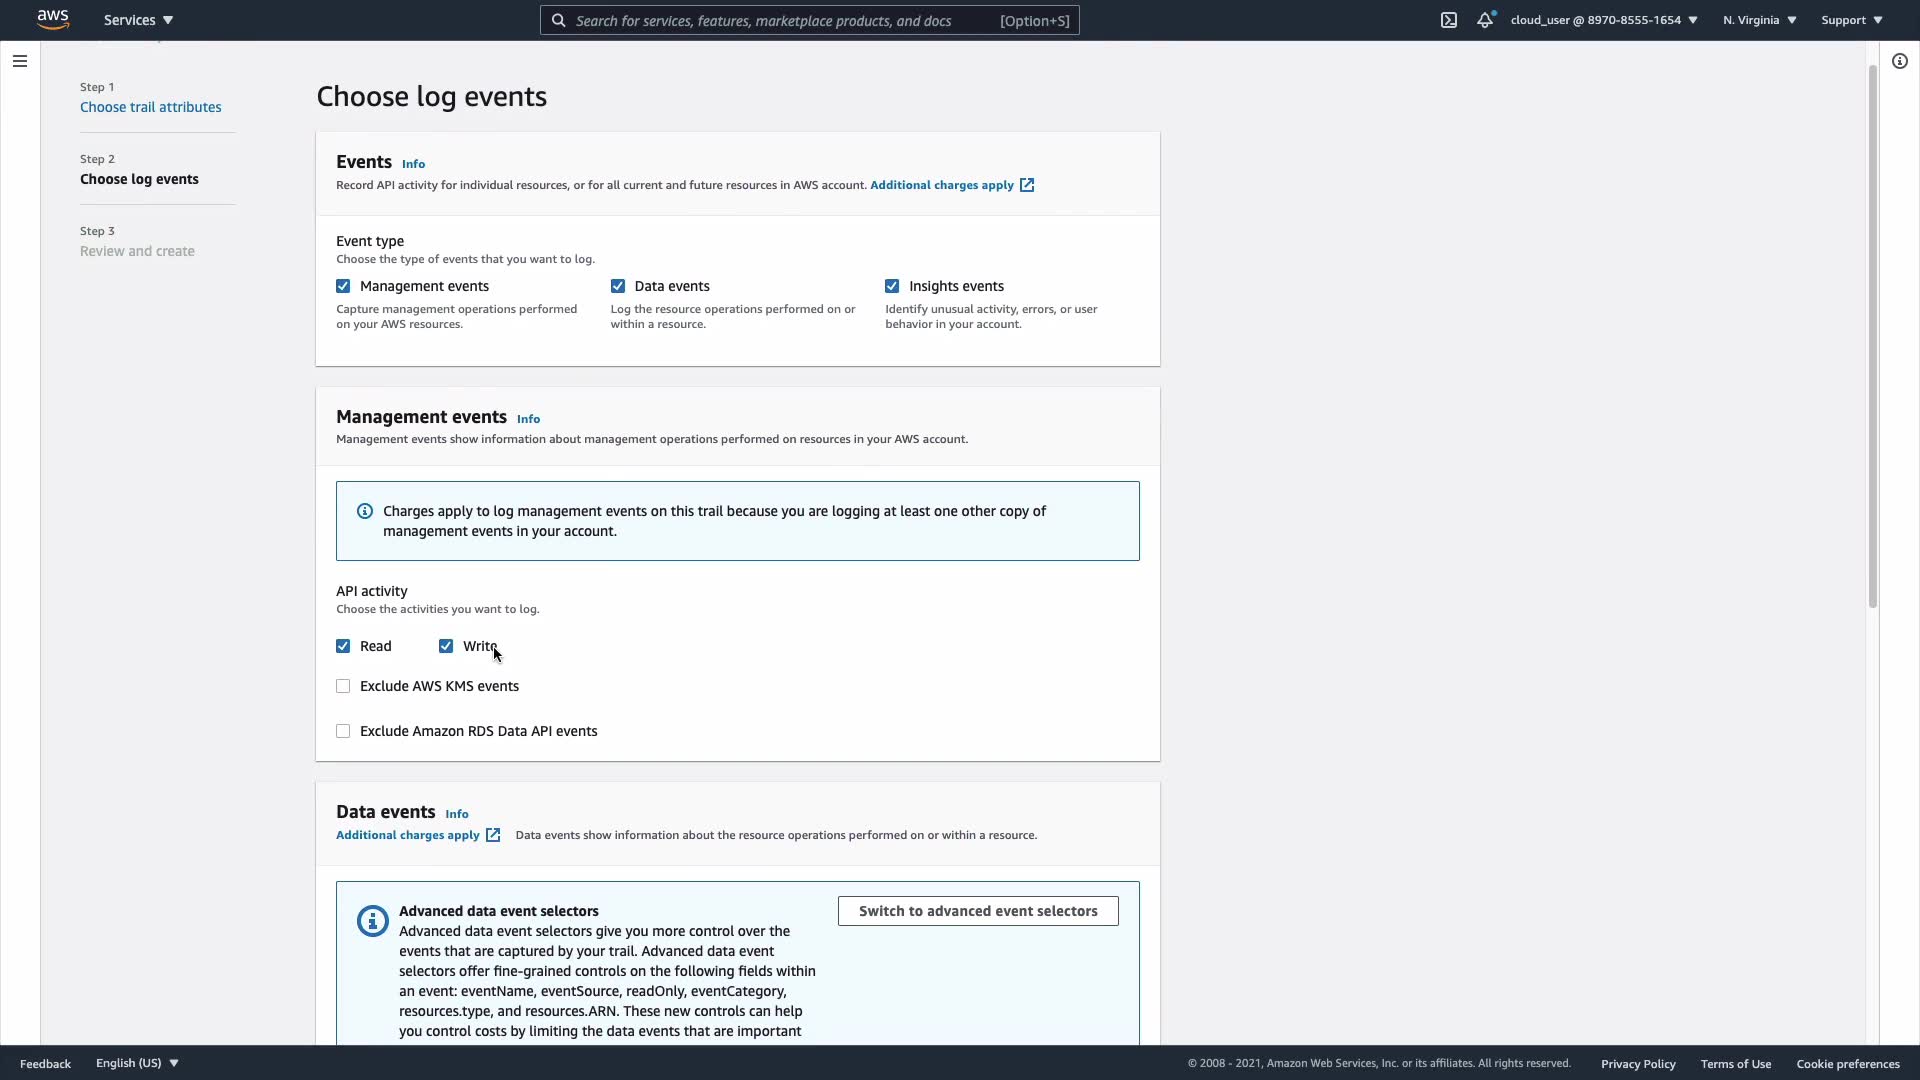 aws
Services
Search for services, features, marketplace products, and docs
[Option+S]
cloud_user @ 8970-8555-1654
N. Virginia
Support
Step 1
Choose trail attributes
Step 2
Choose log events
Step 3
Review and create
Choose log events
Events Info
Record API activity for individual resources, or for all current and future resources in AWS account. Additional charges apply
Event type
Choose the type of events that you want to log.
Management events
Capture management operations performed
on your AWS resources.
Data events
Log the resource operations performed on or
within a resource.
Insights events
Identify unusual activity, errors, or user
behavior in your account.
Management events Info
Management events show information about management operations performed on resources in your AWS account.
Charges apply to log management events on this trail because you are logging at least one other copy of
management events in your account.
API activity
Choose the activities you want to log.
Read
Write
Exclude AWS KMS events
Exclude Amazon RDS Data API events
Data events Info
Additional charges apply Data events show information about the resource operations performed on or within a resource.
Advanced data event selectors
Advanced data event selectors give you more control over the
events that are captured by your trail. Advanced data event
selectors offer fine-grained controls on the following fields within
an event: eventName, eventSource, readOnly, eventCategory,
resources.type, and resources.ARN. These new controls can help
you control costs by limiting the data events that are important
Switch to advanced event selectors
Feedback
English (US)
© 2008 - 2021, Amazon Web Services, Inc. or its affiliates. All rights reserved.
Privacy Policy
Terms of Use
Cookie preferences